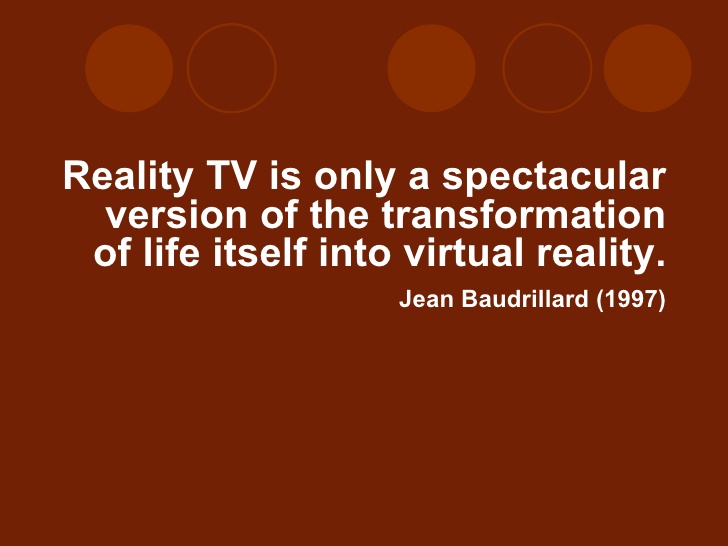 Reality TV is only a spectacular
version of the transformation
of life itself into virtual reality.
Jean Baudrillard (1997)